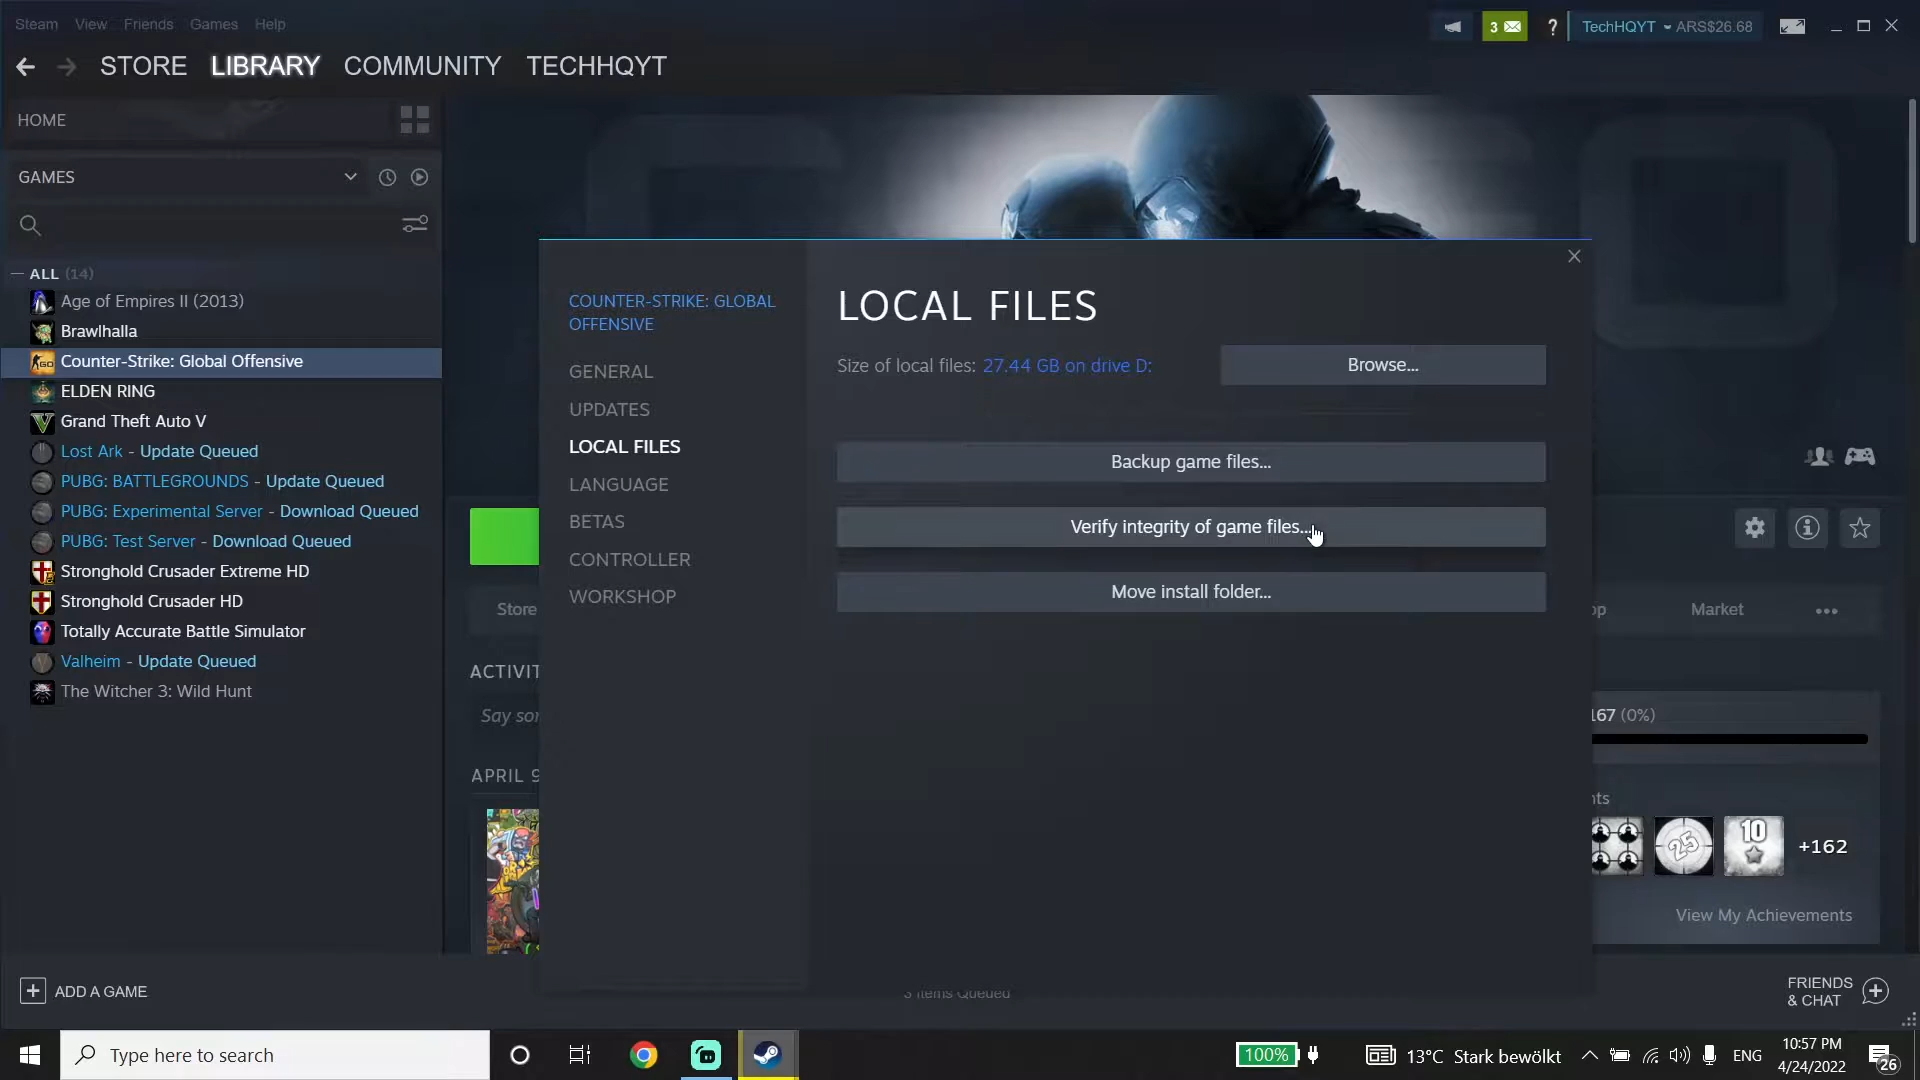 Steam View Friends Games Help
3 ? TechHQYT ARS$26.68
STORE LIBRARY COMMUNITY TECHHQYT
HOME
GAMES
ALL (14)
Age of Empires II (2013)
Brawlhalla
Counter-Strike: Global Offensive
ELDEN RING
Grand Theft Auto V
Lost Ark - Update Queued
PUBG: BATTLEGROUNDS - Update Queued
PUBG: Experimental Server - Download Queued
PUBG: Test Server - Download Queued
Stronghold Crusader Extreme HD
Stronghold Crusader HD
Totally Accurate Battle Simulator
Valheim - Update Queued
The Witcher 3: Wild Hunt
COUNTER-STRIKE: GLOBAL
OFFENSIVE
GENERAL
UPDATES
LOCAL FILES
LANGUAGE
BETAS
CONTROLLER
WORKSHOP
LOCAL FILES
Size of local files: 27.44 GB on drive D:
Browse...
Backup game files...
Verify integrity of game files...
Move install folder...
Store
op
Market
ACTIVIT
Say so
APRIL 9
167 (0%)
nts
25
10
+162
View My Achievements
ADD A GAME
3 Items Queued
FRIENDS
& CHAT
Type here to search
100%
13°C Stark bewölkt
ENG
10:57 PM
4/24/2022
26